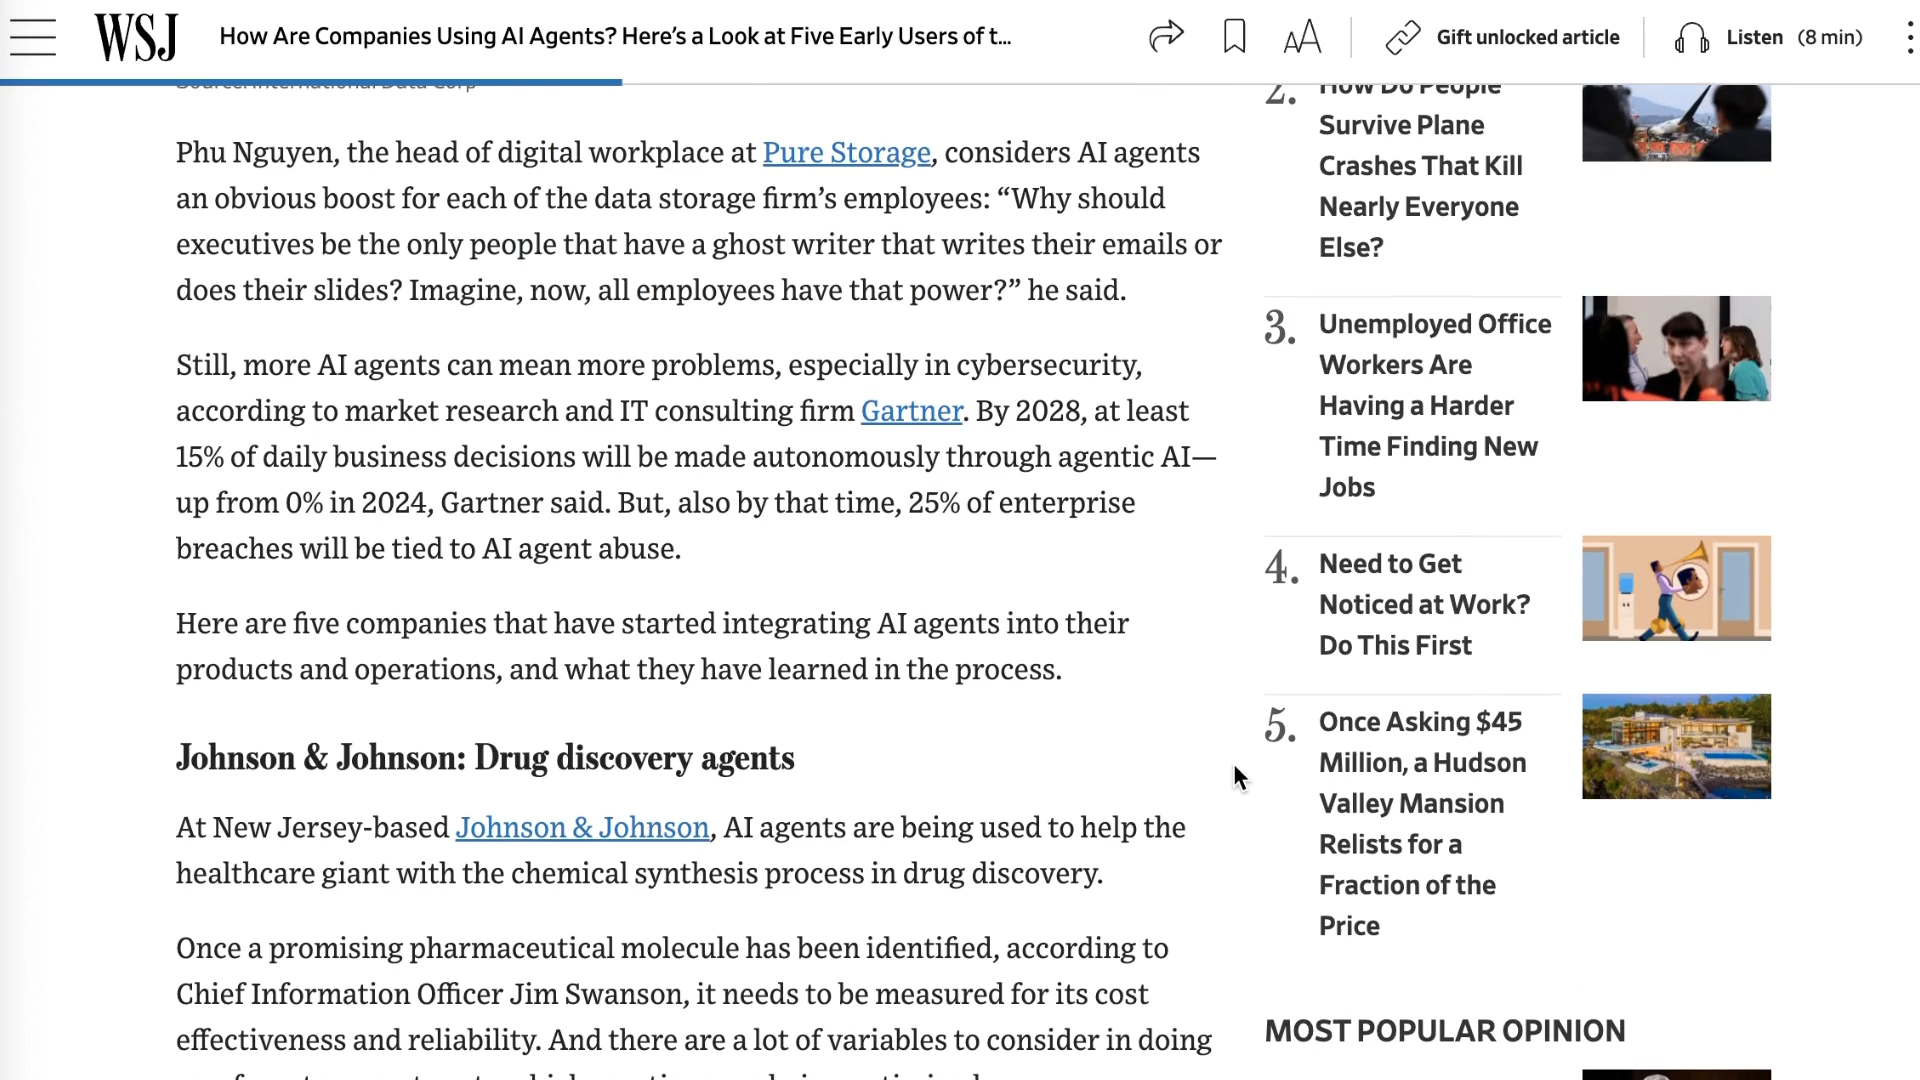 WSJ
How Are Companies Using AI Agents? Here’s a Look at Five Early Users of t...
Gift unlocked article
Listen (8 min)
Source: International Data Corp
Phu Nguyen, the head of digital workplace at Pure Storage, considers AI agents
an obvious boost for each of the data storage firm’s employees: “Why should
executives be the only people that have a ghost writer that writes their emails or
does their slides? Imagine, now, all employees have that power?” he said.
Still, more AI agents can mean more problems, especially in cybersecurity,
according to market research and IT consulting firm Gartner. By 2028, at least
15% of daily business decisions will be made autonomously through agentic AI—
up from 0% in 2024, Gartner said. But, also by that time, 25% of enterprise
breaches will be tied to AI agent abuse.
Here are five companies that have started integrating AI agents into their
products and operations, and what they have learned in the process.
Johnson & Johnson: Drug discovery agents
At New Jersey-based Johnson & Johnson, AI agents are being used to help the
healthcare giant with the chemical synthesis process in drug discovery.
Once a promising pharmaceutical molecule has been identified, according to
Chief Information Officer Jim Swanson, it needs to be measured for its cost
effectiveness and reliability. And there are a lot of variables to consider in doing
2. How Do People
Survive Plane
Crashes That Kill
Nearly Everyone
Else?
3. Unemployed Office
Workers Are
Having a Harder
Time Finding New
Jobs
4. Need to Get
Noticed at Work?
Do This First
5. Once Asking $45
Million, a Hudson
Valley Mansion
Relists for a
Fraction of the
Price
MOST POPULAR OPINION